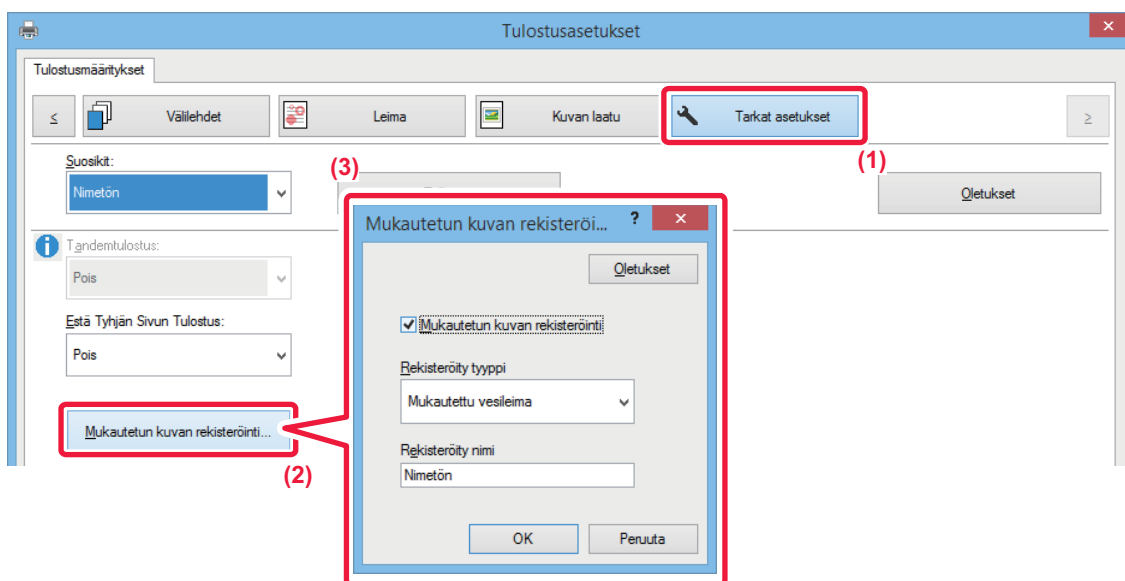 Tulostusasetukset
Tulostusmääritykset
≤ Välilehdet Leima Kuvan laatu Tarkat asetukset ≥
(1)
Suosikit:
Nimetön
(3)
Oletukset
Tandemtulostus:
Pois
Estä Tyhjän Sivun Tulostus:
Pois
Mukautetun kuvan rekisteröinti...
(2)
Mukautetun kuvan rekisteröi... ?
Oletukset
Mukautetun kuvan rekisteröinti
Rekisteröity tyyppi
Mukautettu vesileima
Rekisteröity nimi
Nimetön
OK Peruuta